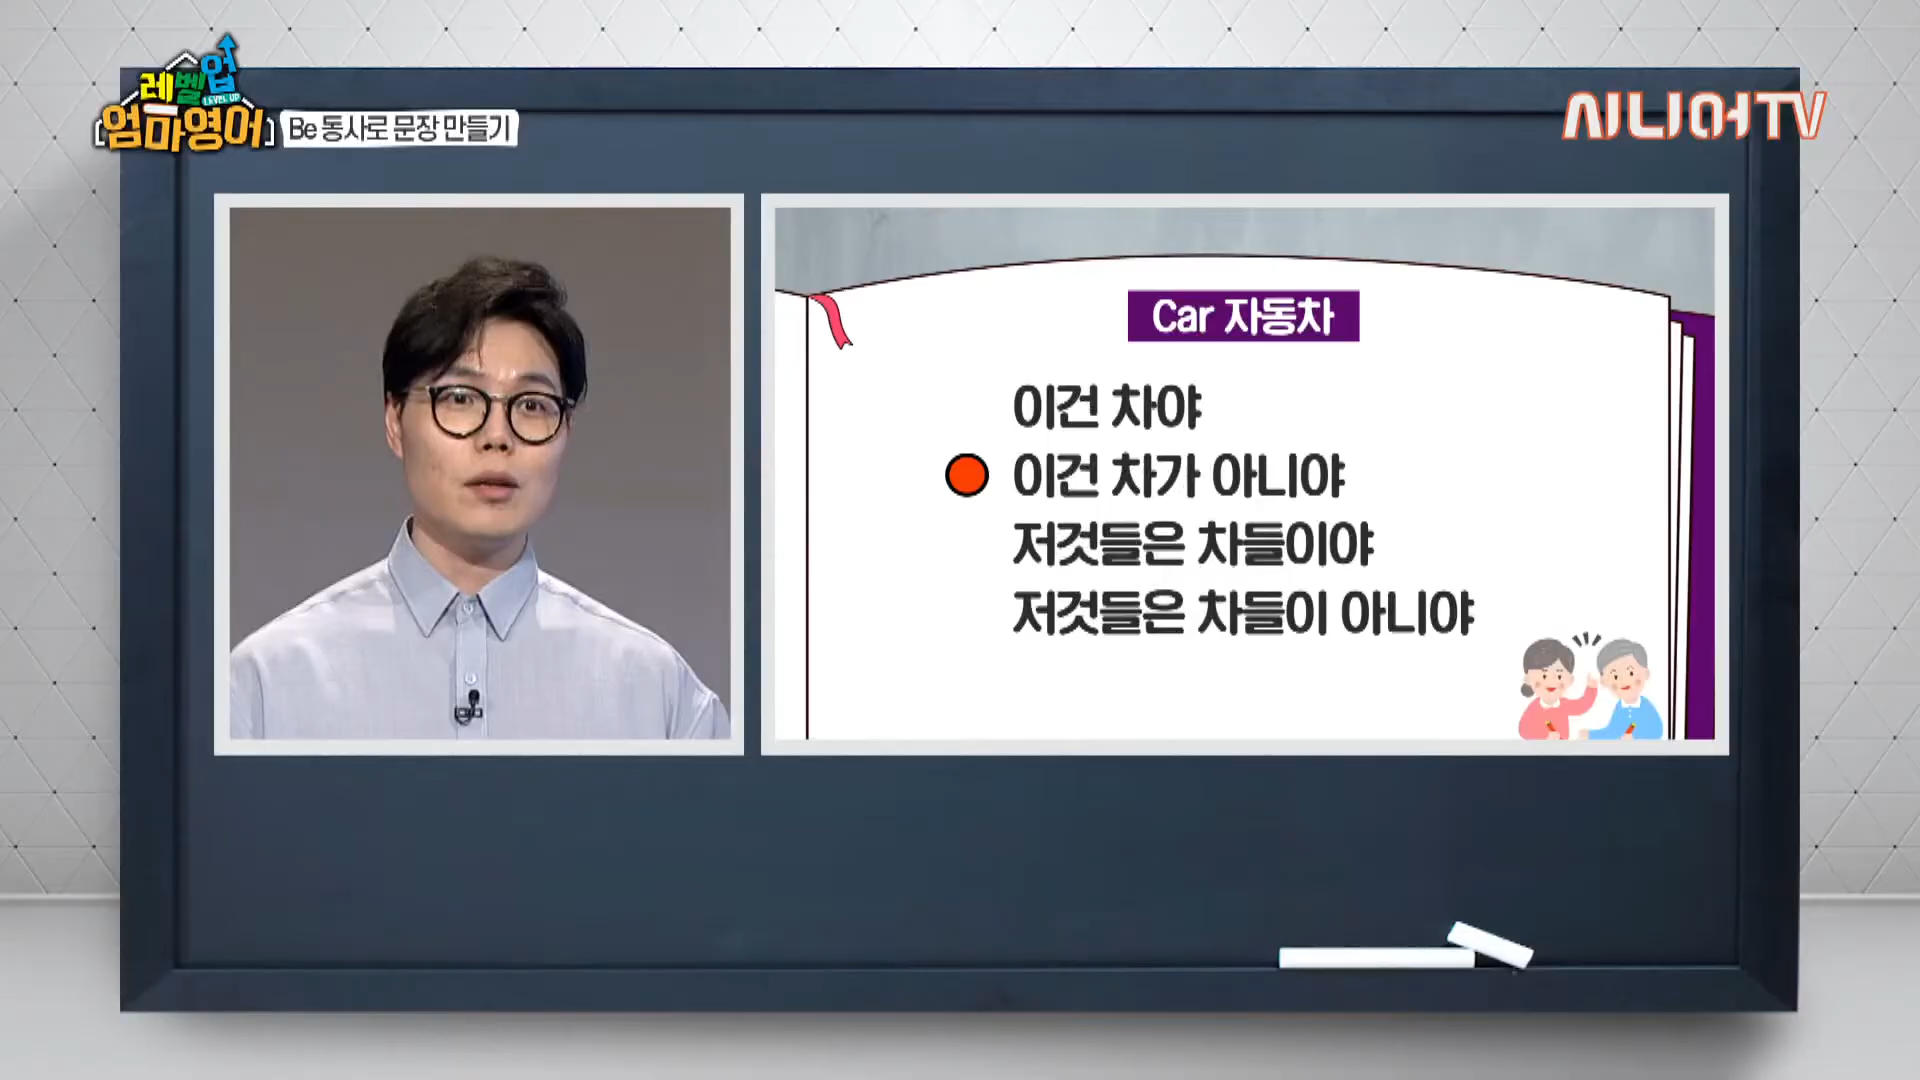 레벨업
LEVEL UP
엄마영어
Be 동사로 문장 만들기
시니어TV
Car 자동차
이건 차야
이건 차가 아니야
저것들은 차들이야
저것들은 차들이 아니야